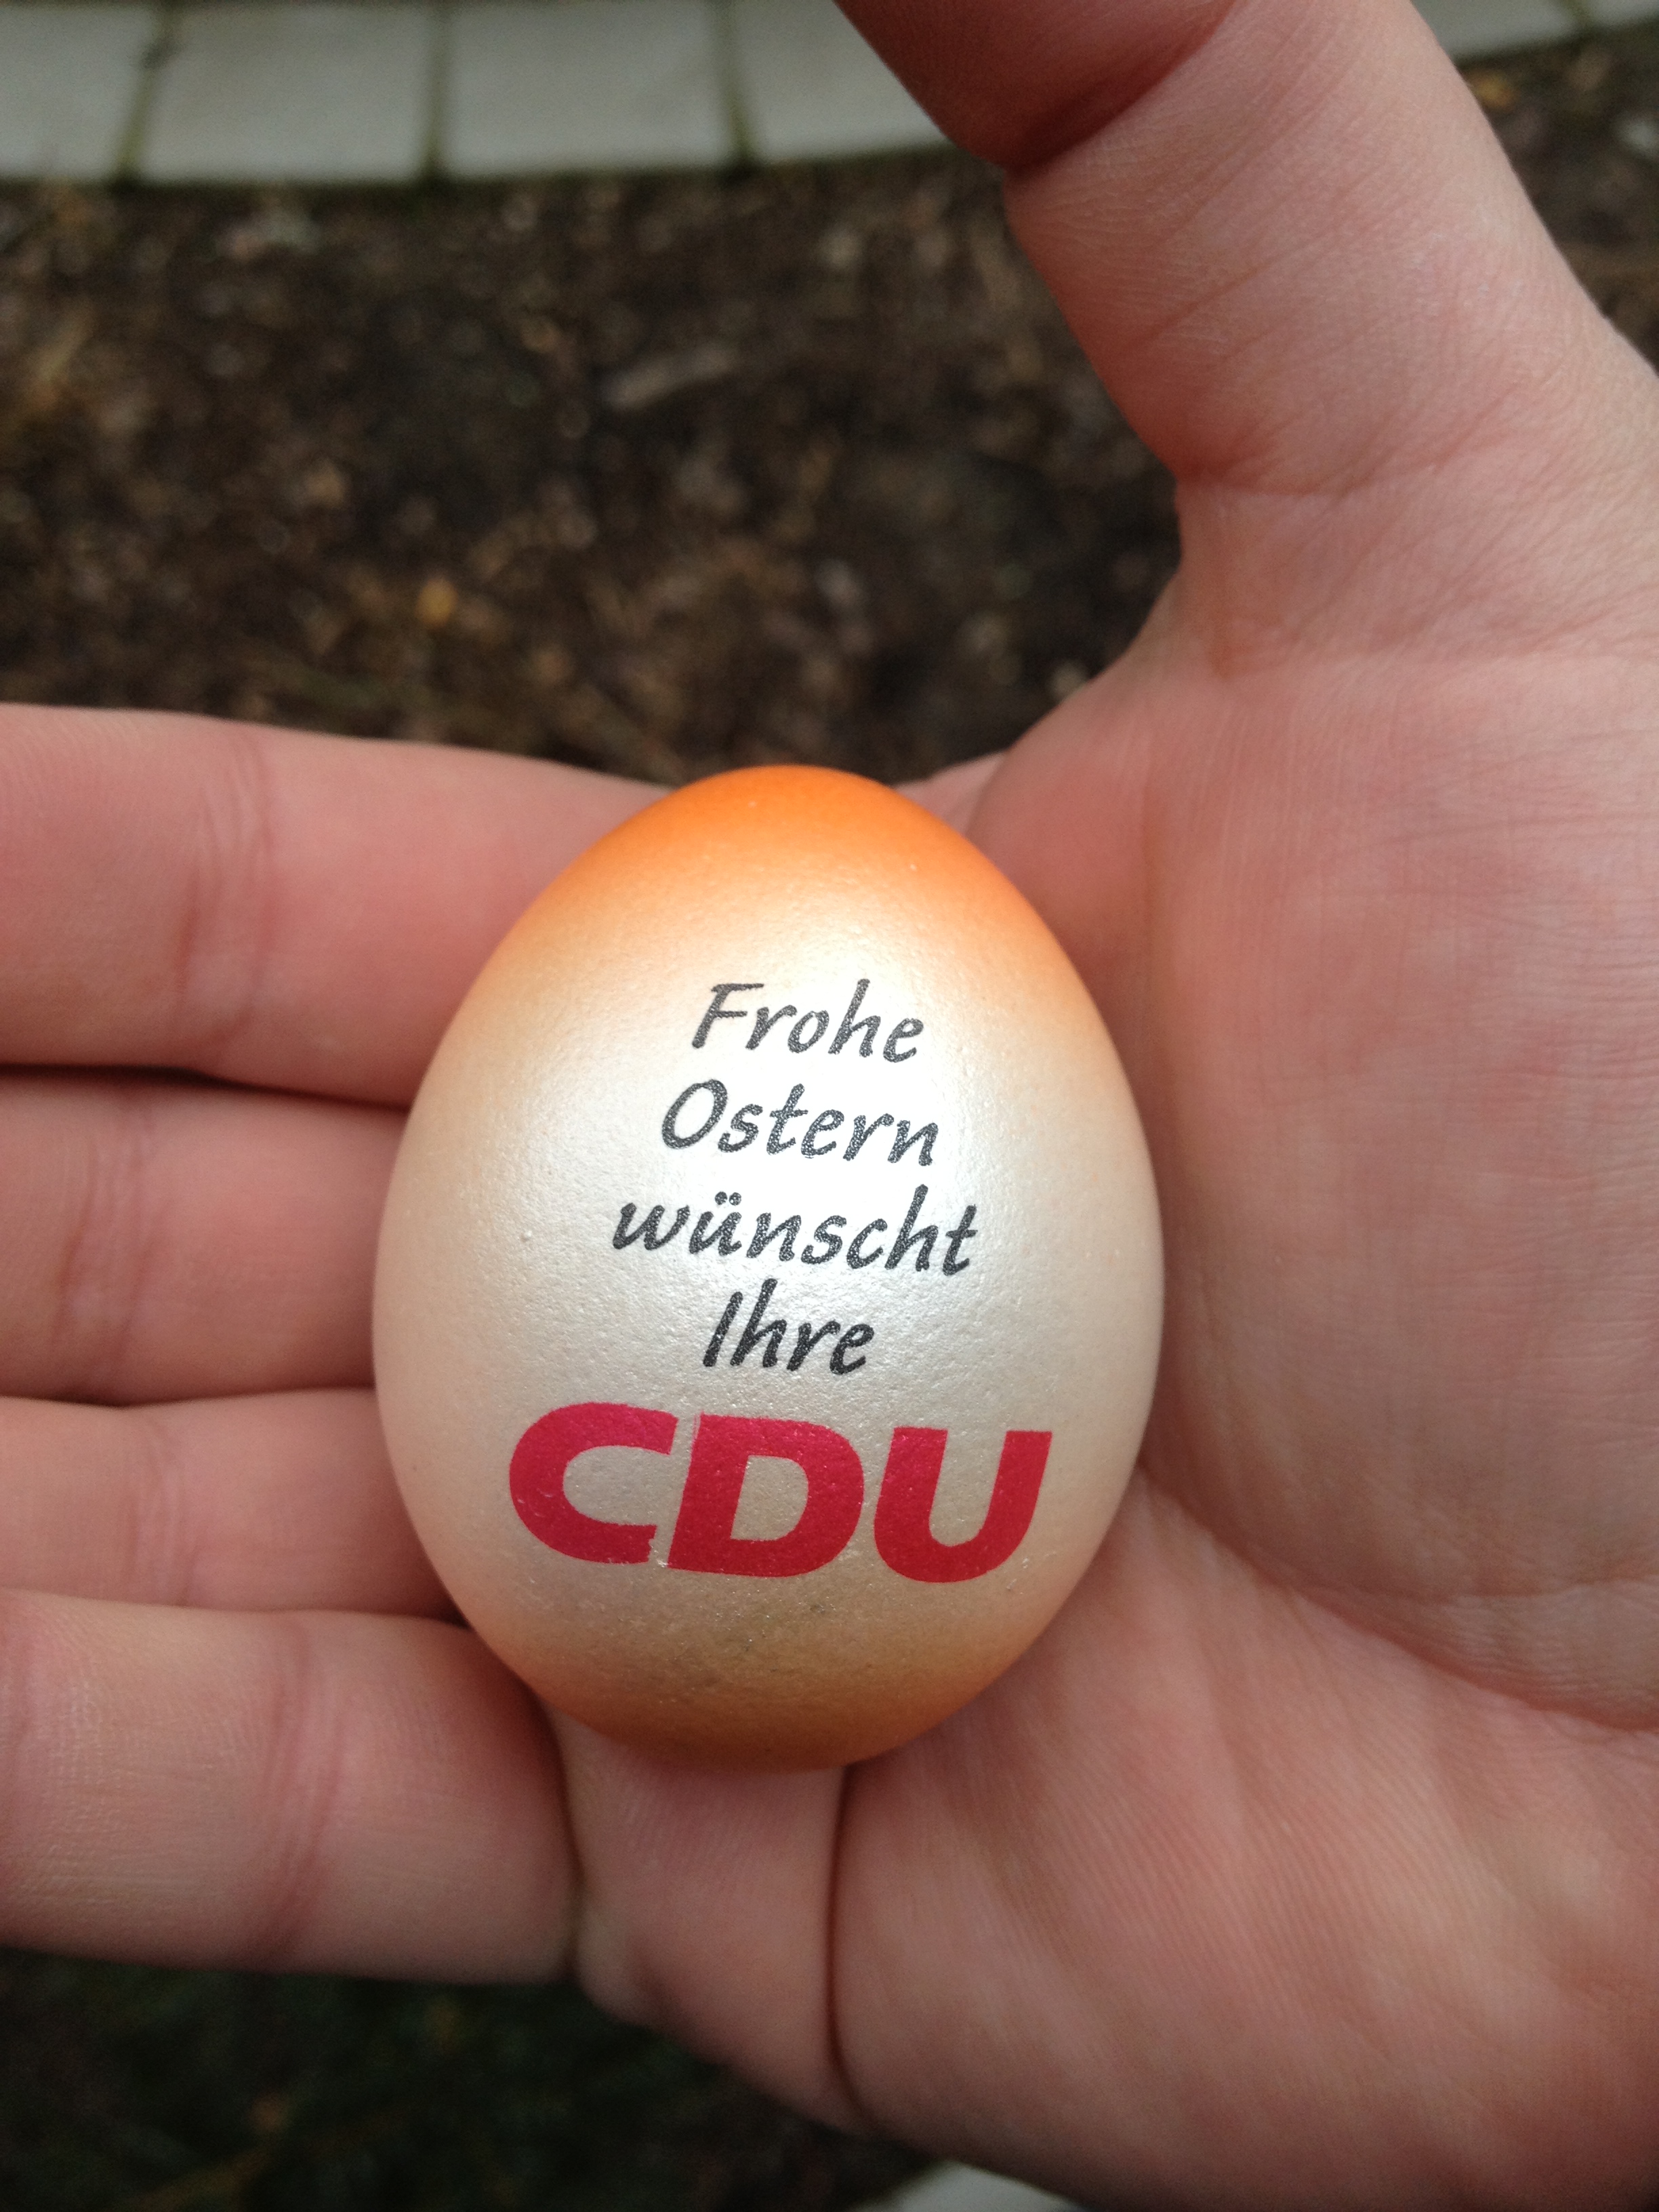 Frohe
Ostern
wünscht
Ihre
CDU